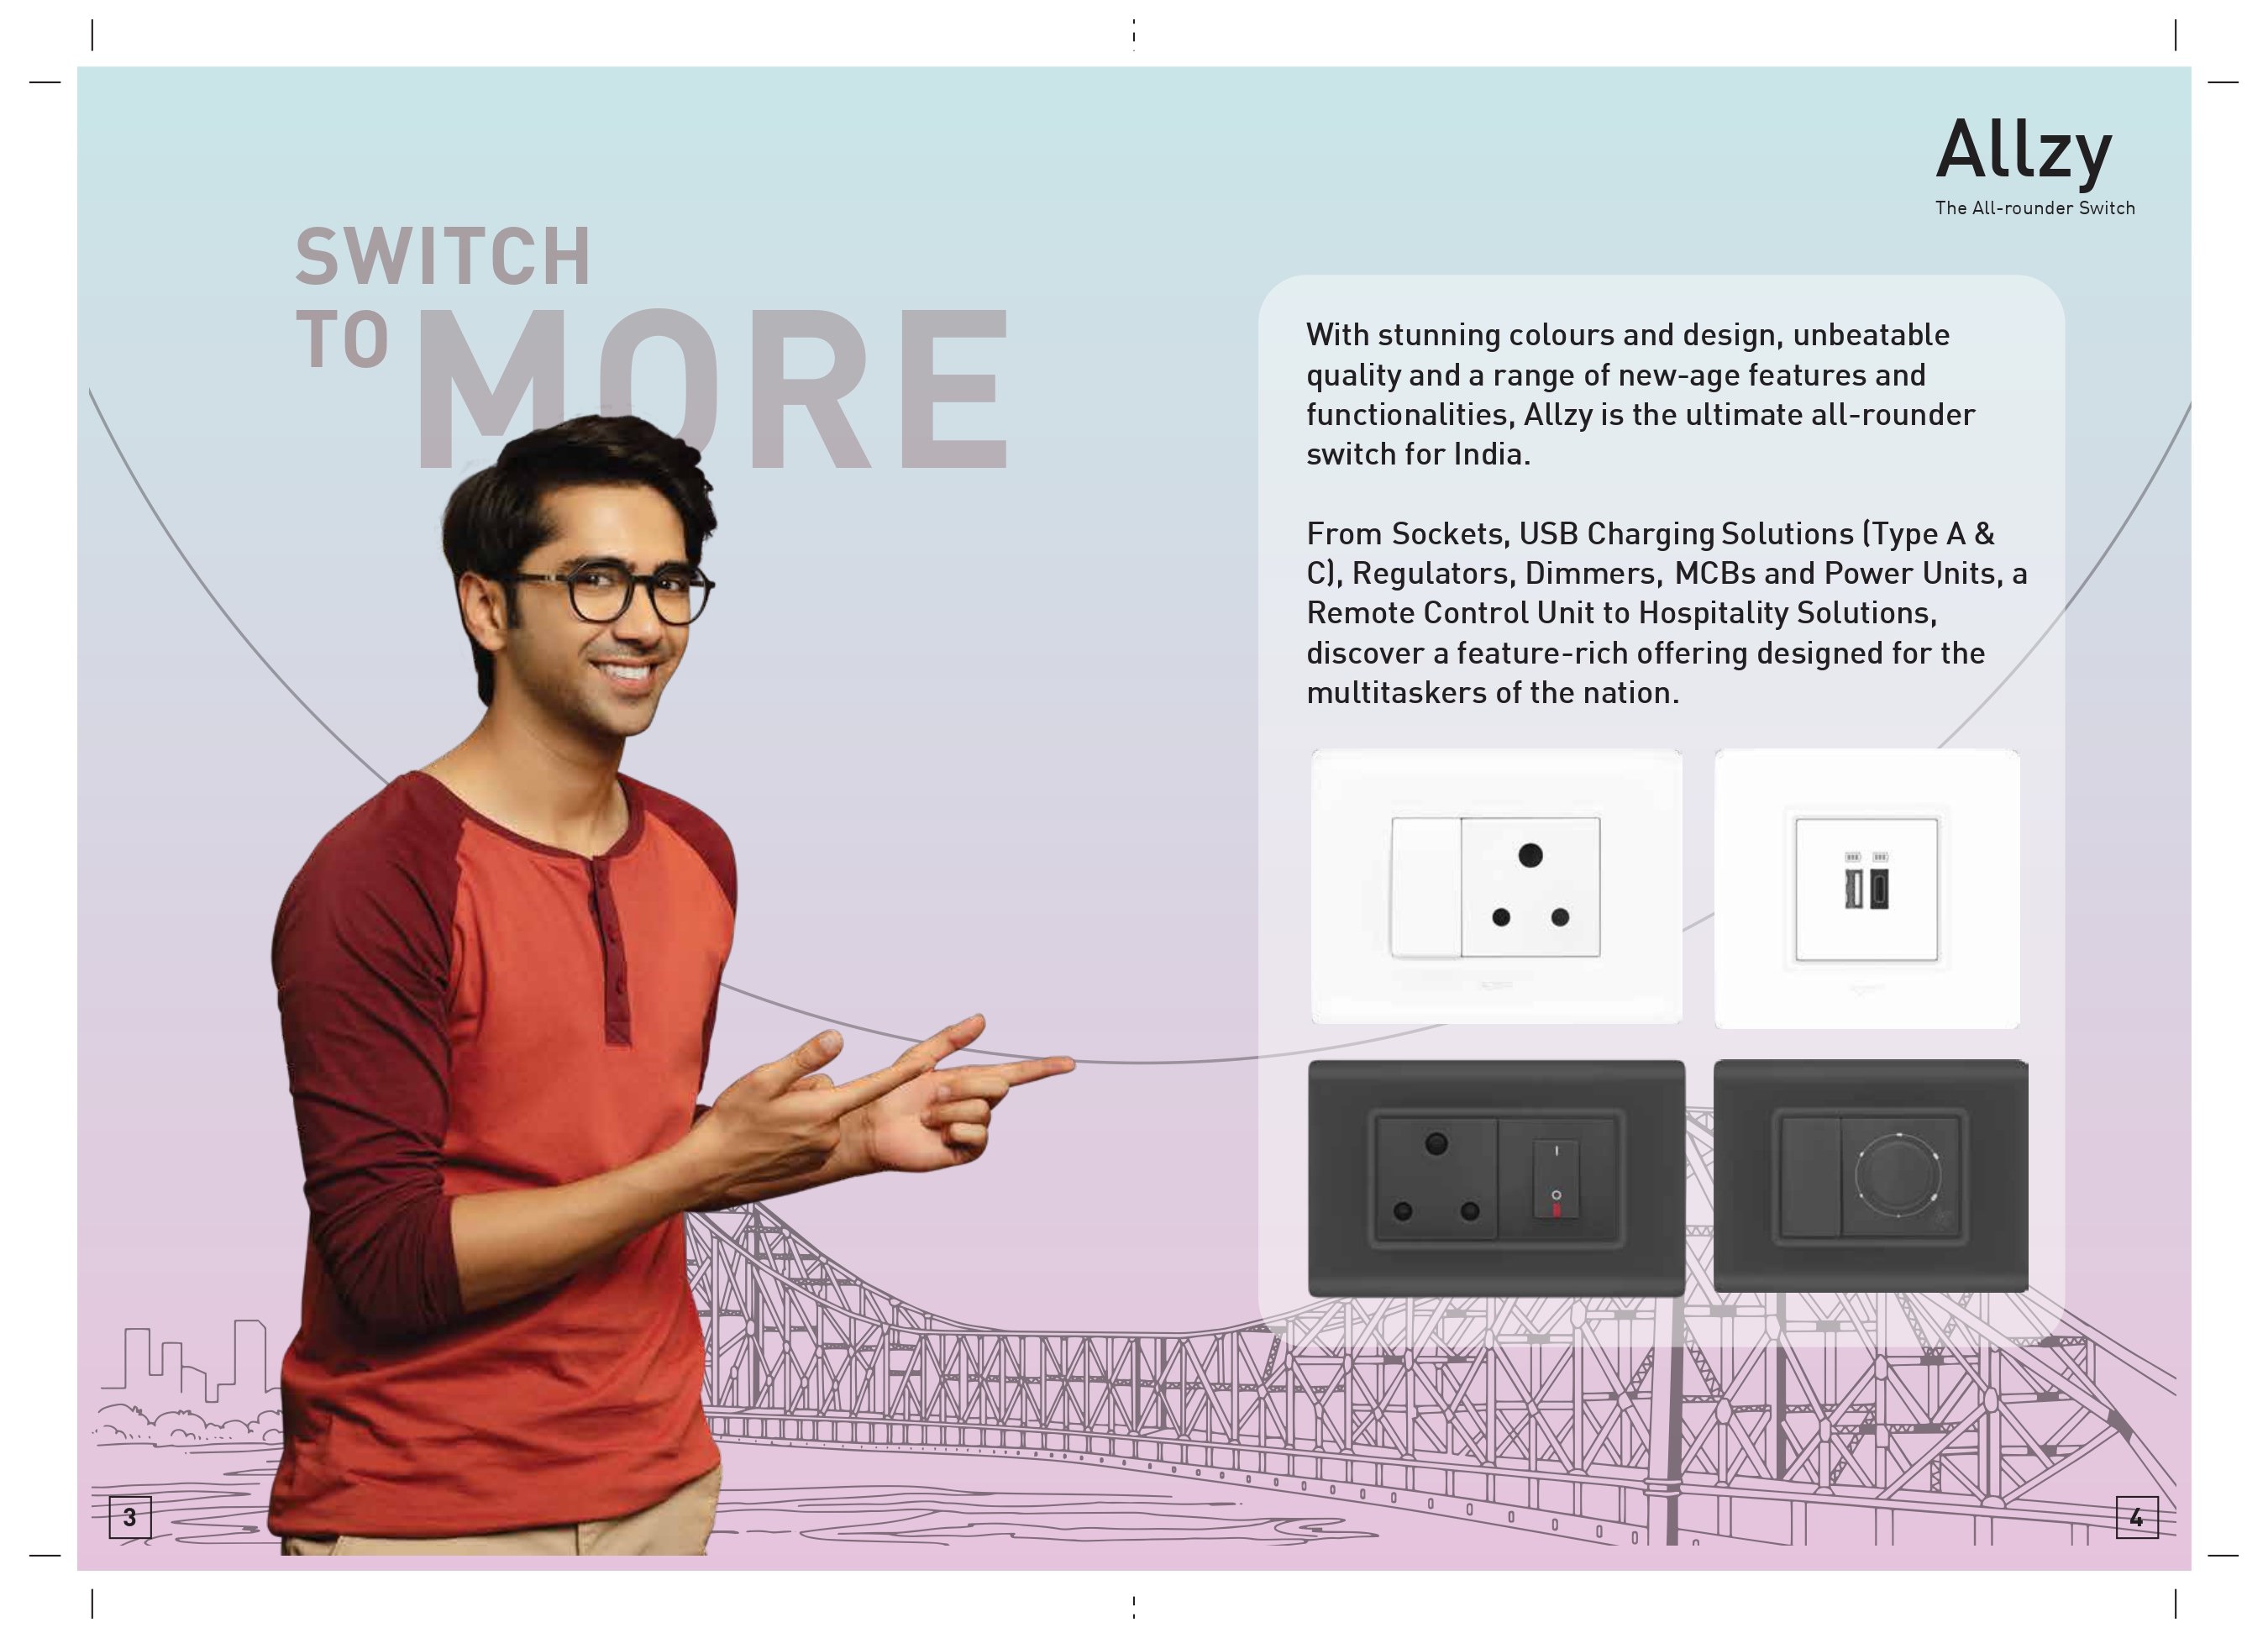 Allzy
The All-rounder Switch
SWITCH
TO MORE
With stunning colours and design, unbeatable
quality and a range of new-age features and
functionalities, Allzy is the ultimate all-rounder
switch for India.
From Sockets, USB Charging Solutions (Type A &
C), Regulators, Dimmers, MCBs and Power Units, a
Remote Control Unit to Hospitality Solutions,
discover a feature-rich offering designed for the
multitaskers of the nation.
3
4